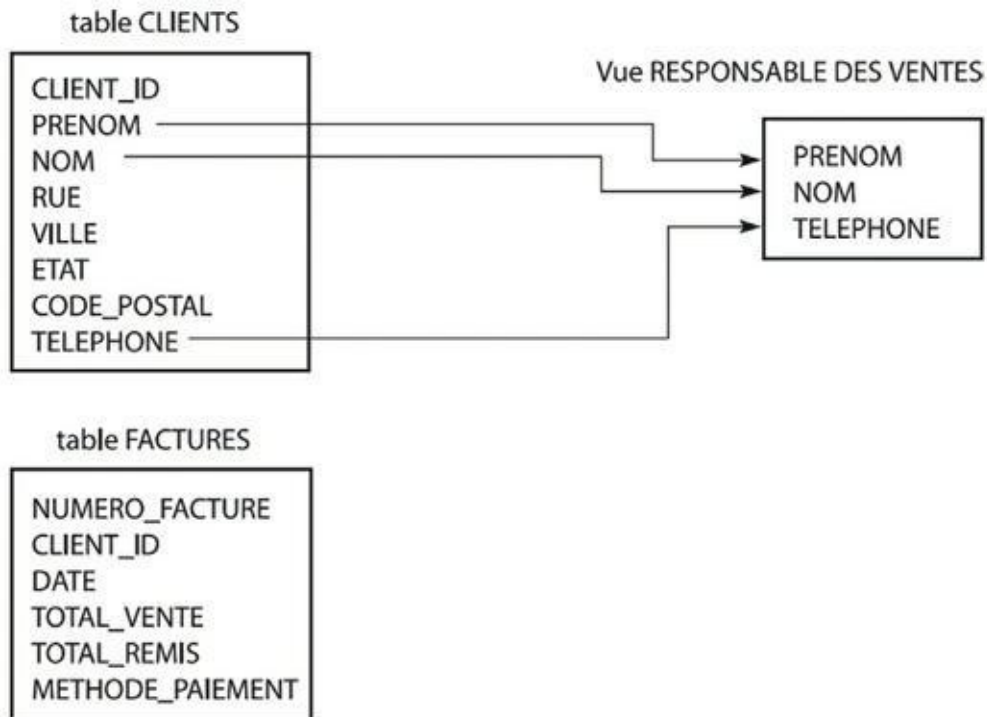 table CLIENTS
CLIENT_ID
PRENOM
NOM
RUE
VILLE
ETAT
CODE_POSTAL
TELEPHONE
Vue RESPONSABLE DES VENTES
PRENOM
NOM
TELEPHONE
table FACTURES
NUMERO_FACTURE
CLIENT_ID
DATE
TOTAL_VENTE
TOTAL_REMIS
METHODE_PAIEMENT